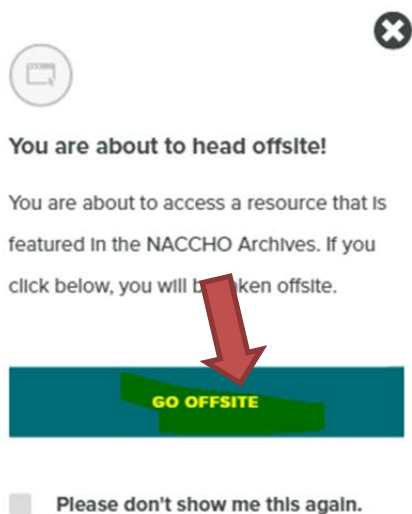 You are about to head offsite!
You are about to access a resource that is
featured in the NACCHO Archives. If you
click below, you will ken offsite.
GO OFFSITE
Please don't show me this again.